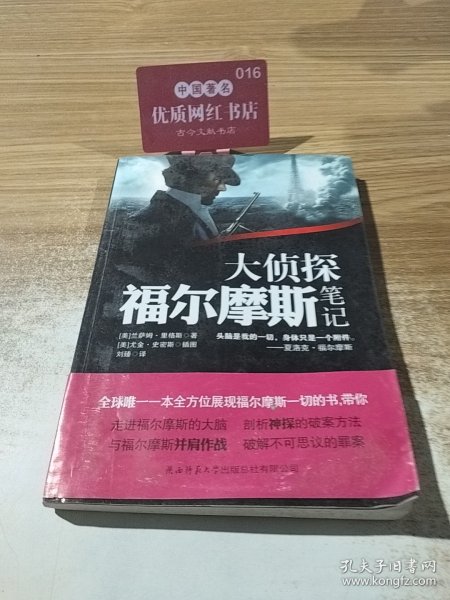 016
中国著名
优质网红书店
古今文献书店
大侦探
福尔摩斯笔记
[美]兰萨姆·里格斯◎著
[美]尤金·史密斯◎插图
刘臻◎译
头脑是我的一切，身体只是一个附件。
——夏洛克·福尔摩斯
全球唯一一本全方位展现福尔摩斯一切的书，带你
走进福尔摩斯的大脑 剖析神探的破案方法
与福尔摩斯并肩作战 破解不可思议的罪案
陕西师范大学出版总社有限公司
孔夫子旧书网
www.kongfz.com